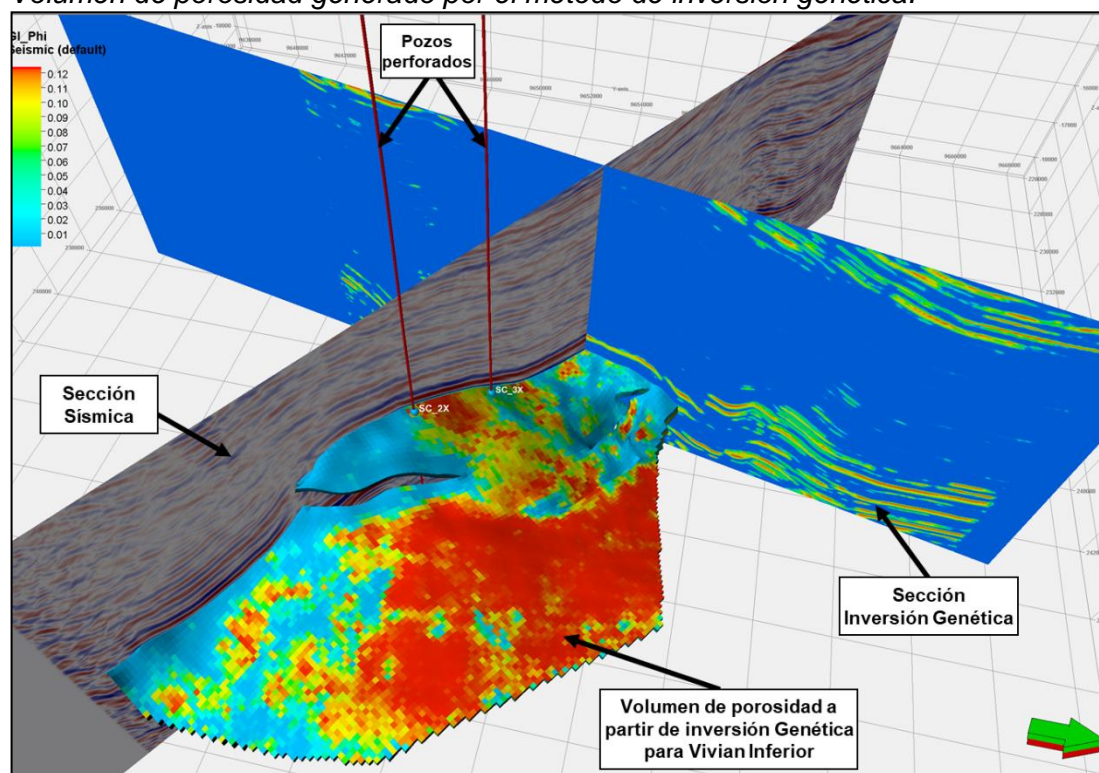 Volumen de porosidad generado por el método de inversión genética.
GI_Phi
Seismic (default)
0.12
0.11
0.10
0.09
0.08
0.07
0.06
0.05
0.04
0.03
0.02
0.01
Pozos
perforados
Sección
Sísmica
SC_2X
SC_3X
Sección
Inversión Genética
Volumen de porosidad a
partir de inversión Genética
para Vivian Inferior